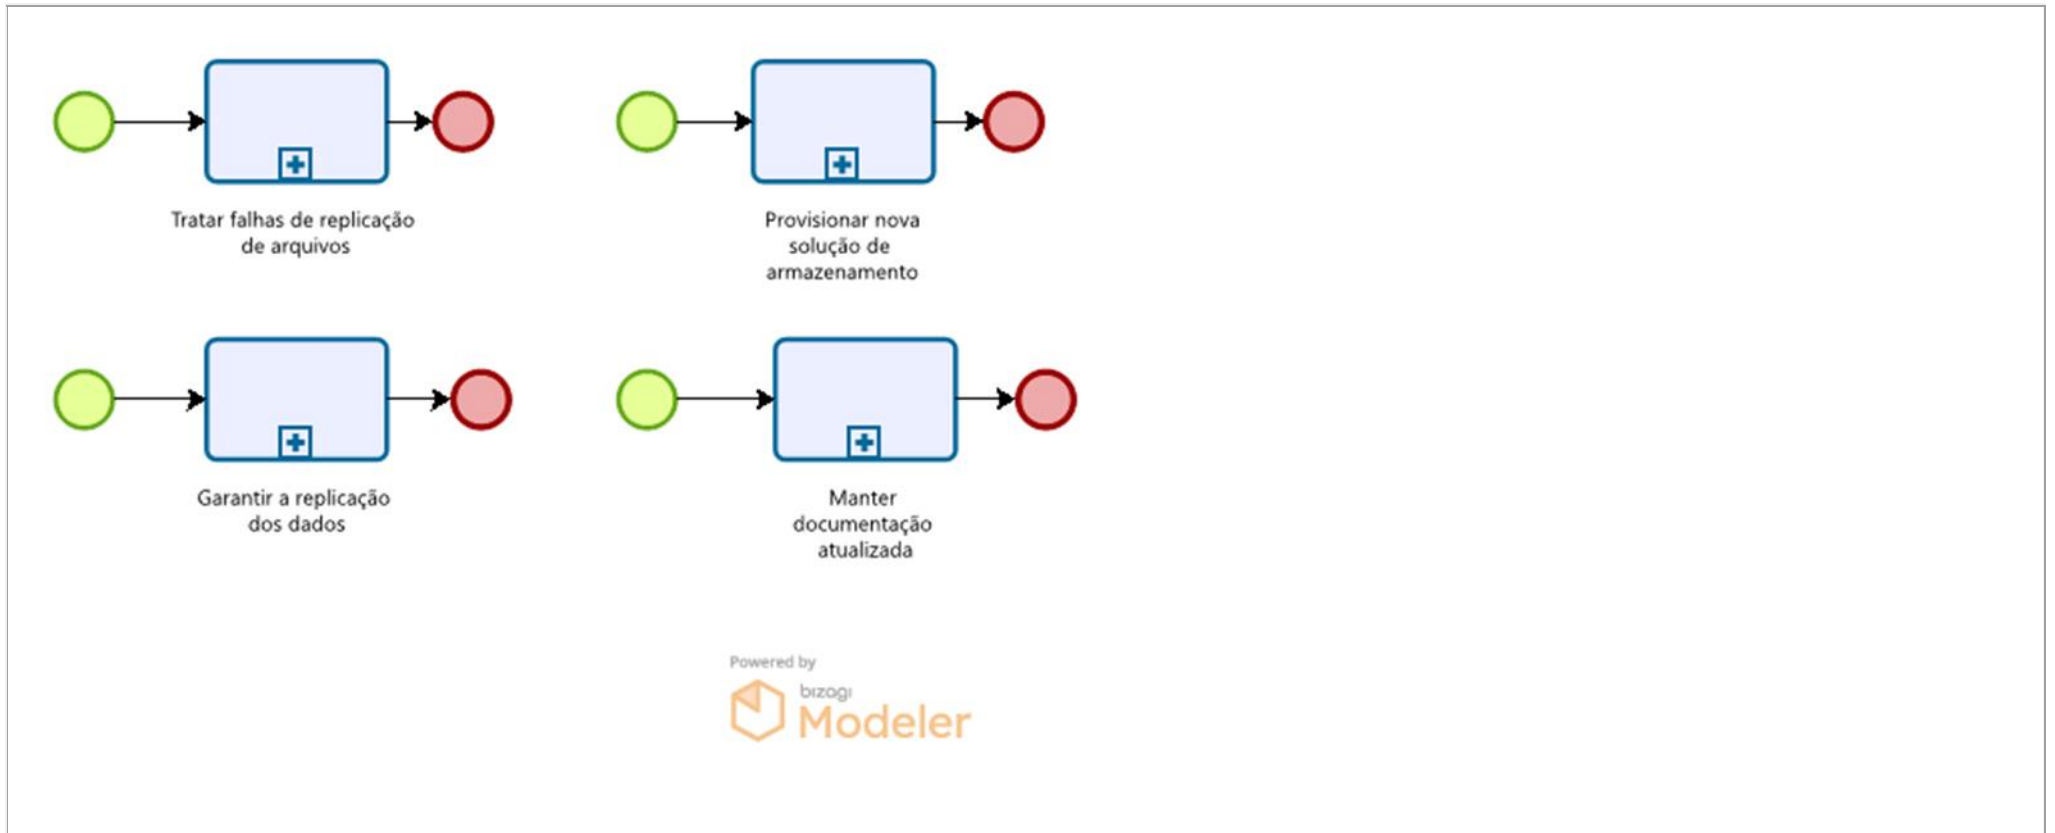 Tratar falhas de replicação
de arquivos
Provisionar nova
solução de
armazenamento
Garantir a replicação
dos dados
Manter
documentação
atualizada
Powered by
bizagi
Modeler